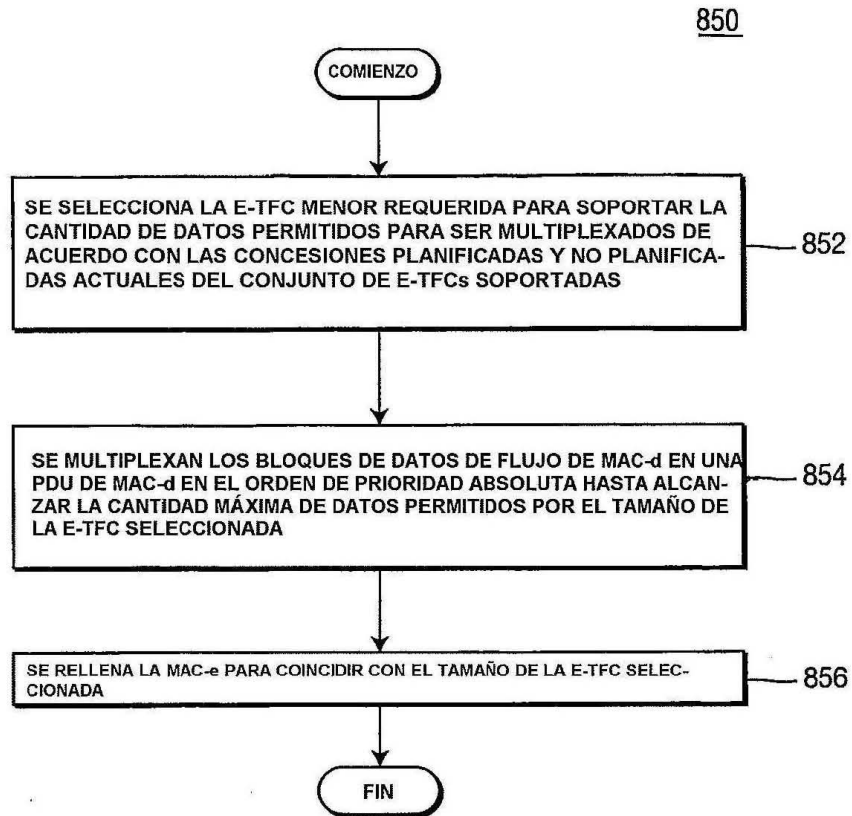 850
COMIENZO
SE SELECCIONA LA E-TFC MENOR REQUERIDA PARA SOPORTAR LA
CANTIDAD DE DATOS PERMITIDOS PARA SER MULTIPLEXADOS DE
ACUERDO CON LAS CONCESIONES PLANIFICADAS Y NO PLANIFICA-
DAS ACTUALES DEL CONJUNTO DE E-TFCs SOPORTADAS
852
SE MULTIPLEXAN LOS BLOQUES DE DATOS DE FLUJO DE MAC-d EN UNA
PDU DE MAC-d EN EL ORDEN DE PRIORIDAD ABSOLUTA HASTA ALCAN-
ZAR LA CANTIDAD MÁXIMA DE DATOS PERMITIDOS POR EL TAMAÑO DE
LA E-TFC SELECCIONADA
854
SE RELLENA LA MAC-e PARA COINCIDIR CON EL TAMAÑO DE LA E-TFC SELEC-
CIONADA
856
FIN